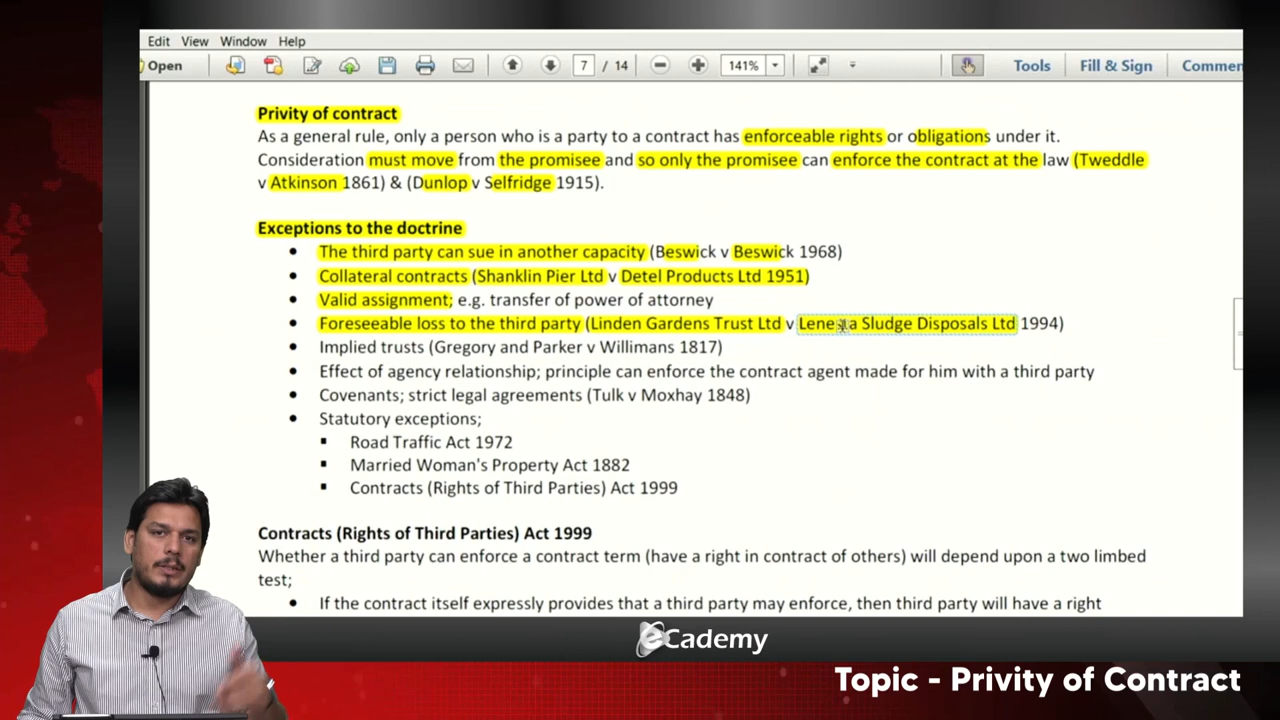 Edit View Window Help
Open 7 / 14 141% Tools Fill & Sign Commen
Privity of contract
As a general rule, only a person who is a party to a contract has enforceable rights or obligations under it.
Consideration must move from the promisee and so only the promisee can enforce the contract at the law (Tweddle
v Atkinson 1861) & (Dunlop v Selfridge 1915).
Exceptions to the doctrine
• The third party can sue in another capacity (Beswick v Beswick 1968)
• Collateral contracts (Shanklin Pier Ltd v Detel Products Ltd 1951)
• Valid assignment; e.g. transfer of power of attorney
• Foreseeable loss to the third party (Linden Gardens Trust Ltd v Sludge Disposals Ltd 1994)
• Implied trusts (Gregory and Parker v Willimans 1817)
• Effect of agency relationship; principle can enforce the contract agent made for him with a third party
• Covenants; strict legal agreements (Tulk v Moxhay 1848)
• Statutory exceptions;
▪ Road Traffic Act 1972
▪ Married Woman's Property Act 1882
▪ Contracts (Rights of Third Parties) Act 1999
Contracts (Rights of Third Parties) Act 1999
Whether a third party can enforce a contract term (have a right in contract of others) will depend upon a two limbed
test;
• If the contract itself expressly provides that a third party may enforce, then third party will have a right
eCademy
Topic - Privity of Contract